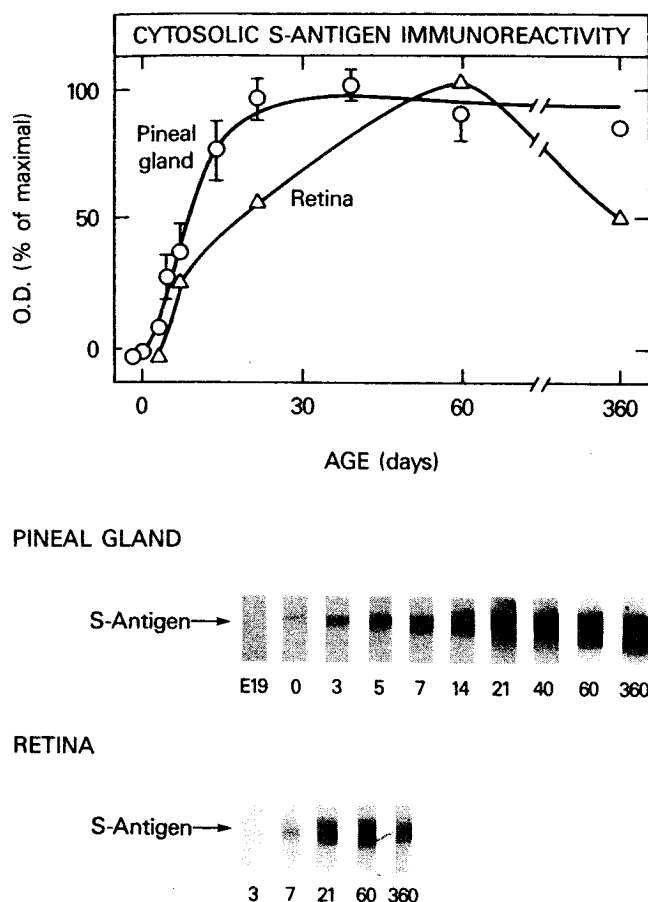 CYTOSOLIC S-ANTIGEN IMMUNOREACTIVITY
100
50
0
O.D. (% of maximal)
Pineal
gland
Retina
0 30 60 360
AGE (days)
PINEAL GLAND
S-Antigen
E19 0 3 5 7 14 21 40 60 360
RETINA
S-Antigen
3 7 21 60 360